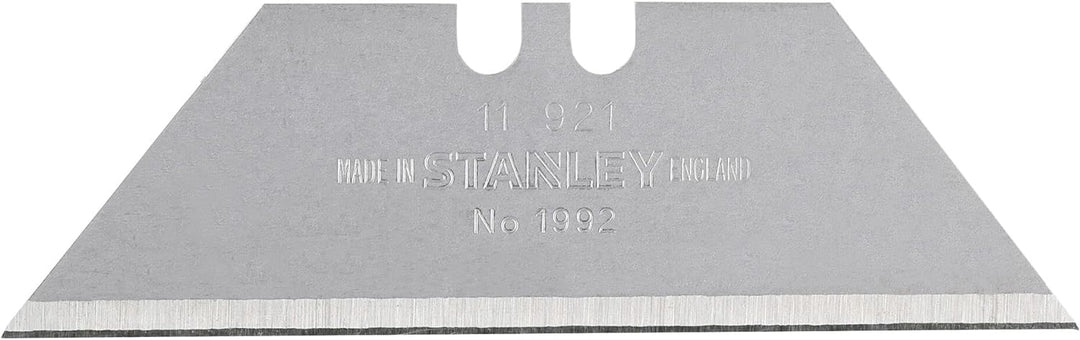 11 921
MADE IN STANLEY ENGLAND
No 1992